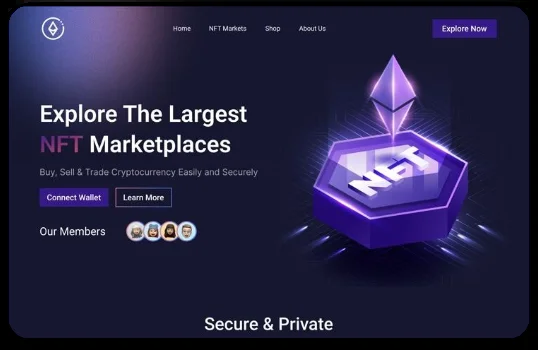 Home NFT Markets Shop About Us Explore Now
Explore The Largest
NFT Marketplaces
Buy, Sell & Trade Cryptocurrency Easily and Securely
Connect Wallet Learn More
Our Members
NFT
Secure & Private